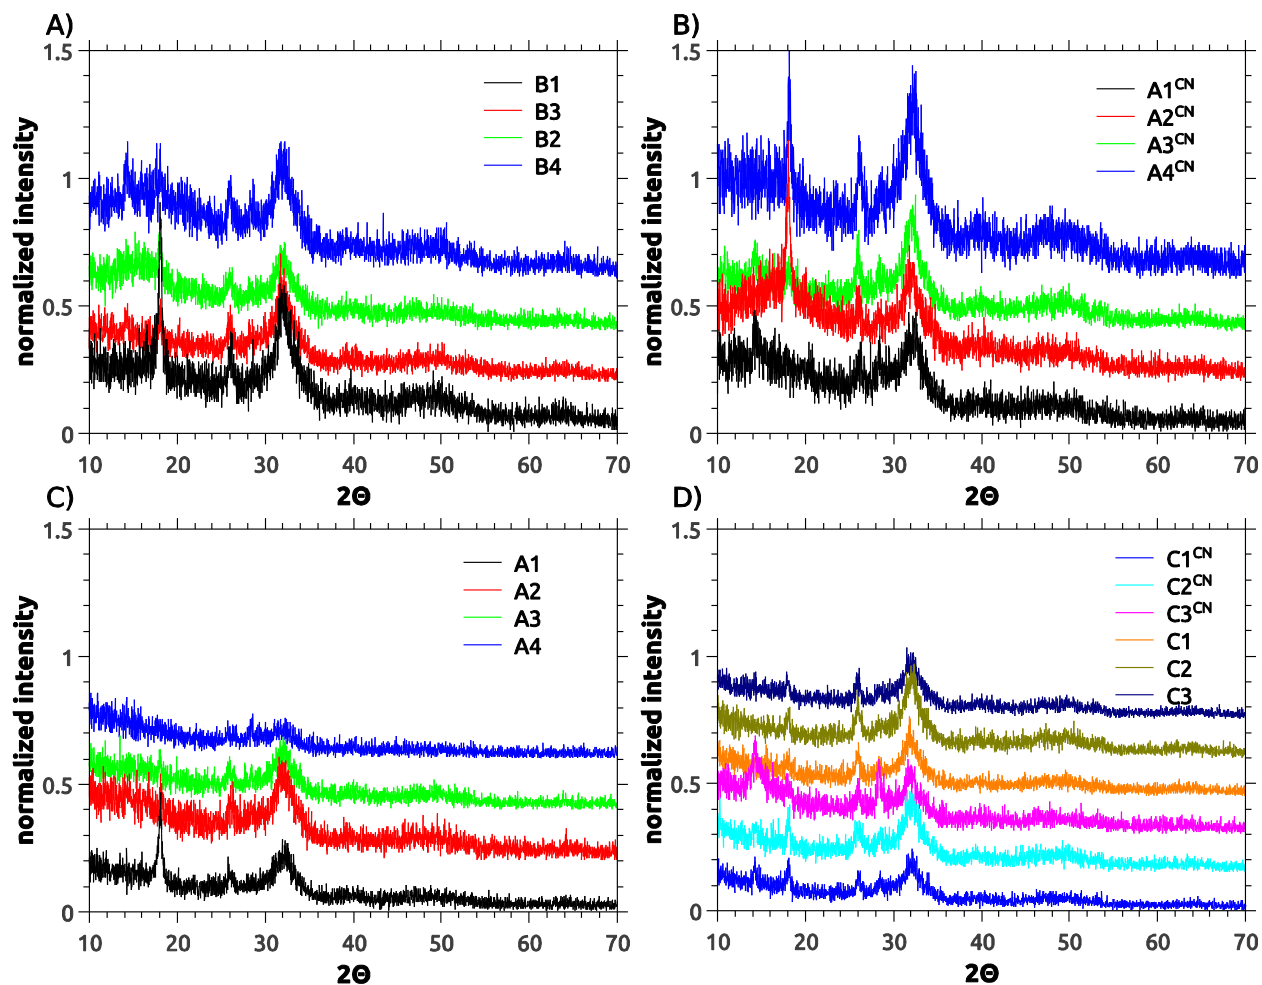 A)
normalized intensity
1.5
1
0.5
0
10 20 30 40 50 60 70
2Θ
B1
B3
B2
B4
B)
normalized intensity
1.5
1
0.5
0
10 20 30 40 50 60 70
2Θ
A1CN
A2CN
A3CN
A4CN
C)
normalized intensity
1.5
1
0.5
0
10 20 30 40 50 60 70
2Θ
A1
A2
A3
A4
D)
normalized intensity
1.5
1
0.5
0
10 20 30 40 50 60 70
2Θ
C1CN
C2CN
C3CN
C1
C2
C3